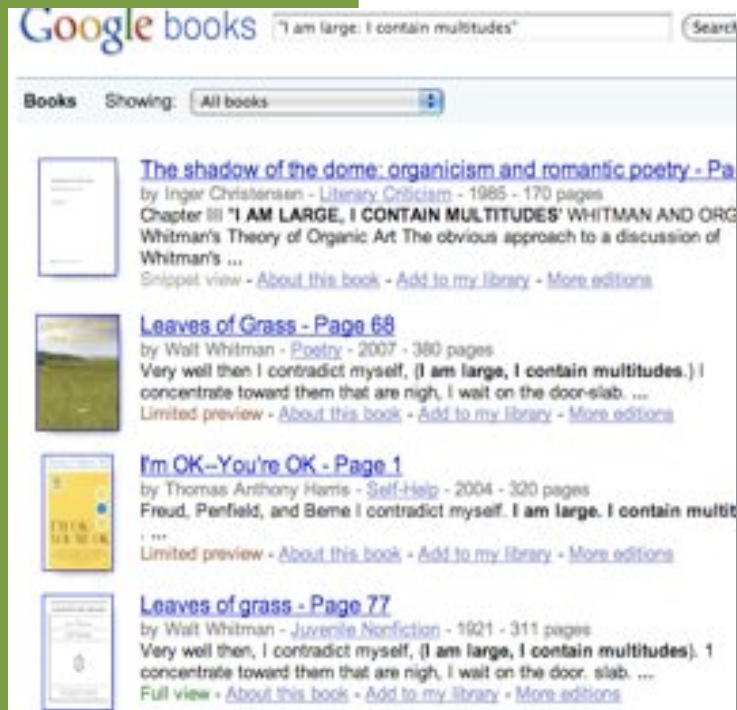 Google books "I am large: I contain multitudes" Search
Books Showing: All books
The shadow of the dome: organicism and romantic poetry - Pa
by Inger Christensen - Literary Criticism - 1985 - 170 pages
Chapter III "I AM LARGE, I CONTAIN MULTITUDES' WHITMAN AND ORG
Whitman's Theory of Organic Art The obvious approach to a discussion of
Whitman's ...
Snippet view - About this book - Add to my library - More editions
Leaves of Grass - Page 68
by Walt Whitman - Poetry - 2007 - 380 pages
Very well then I contradict myself, (I am large, I contain multitudes.) I
concentrate toward them that are nigh, I wait on the door-slab. ...
Limited preview - About this book - Add to my library - More editions
I'm OK--You're OK - Page 1
by Thomas Anthony Harris - Self-Help - 2004 - 320 pages
Freud, Penfield, and Berne I contradict myself. I am large. I contain multit
. ...
Limited preview - About this book - Add to my library - More editions
I'M OK
YOU'RE OK
Leaves of grass - Page 77
by Walt Whitman - Juvenile Nonfiction - 1921 - 311 pages
Very well then, I contradict myself, (I am large, I contain multitudes). 1
concentrate toward them that are nigh, I wait on the door. slab. ...
Full view - About this book - Add to my library - More editions